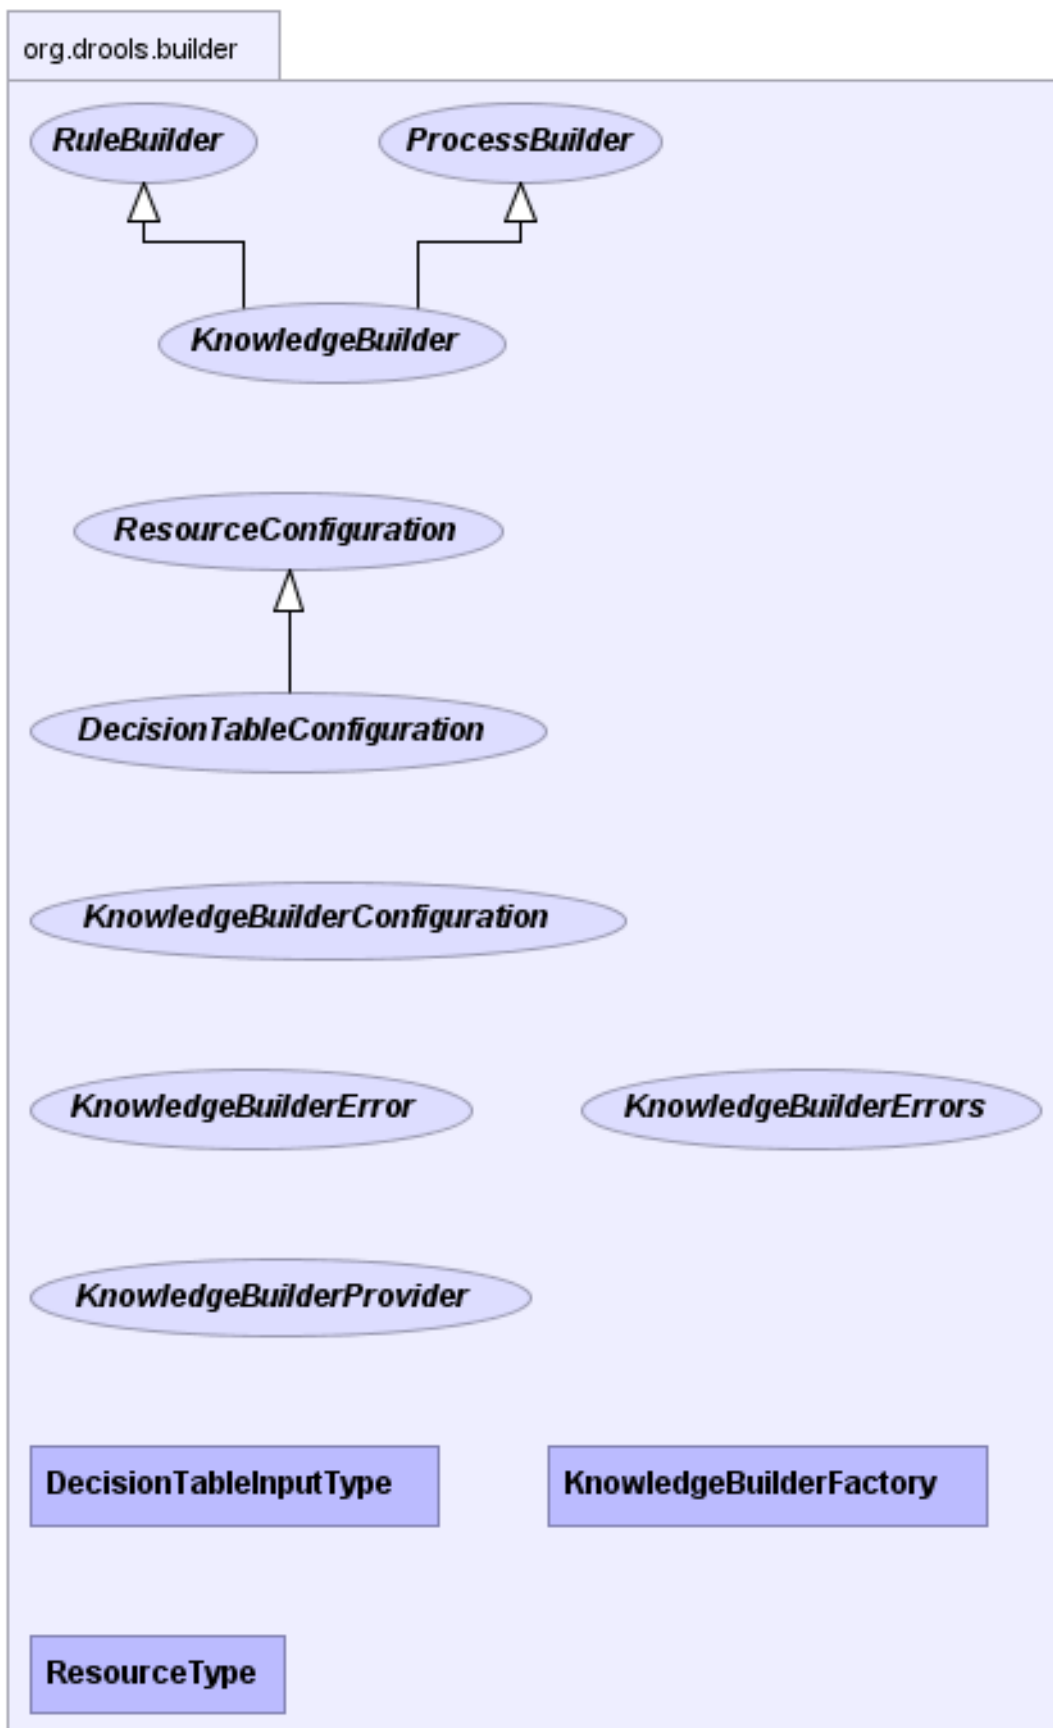 org.drools.builder
RuleBuilder
ProcessBuilder
KnowledgeBuilder
ResourceConfiguration
DecisionTableConfiguration
KnowledgeBuilderConfiguration
KnowledgeBuilderError
KnowledgeBuilderErrors
KnowledgeBuilderProvider
DecisionTableInputType
KnowledgeBuilderFactory
ResourceType